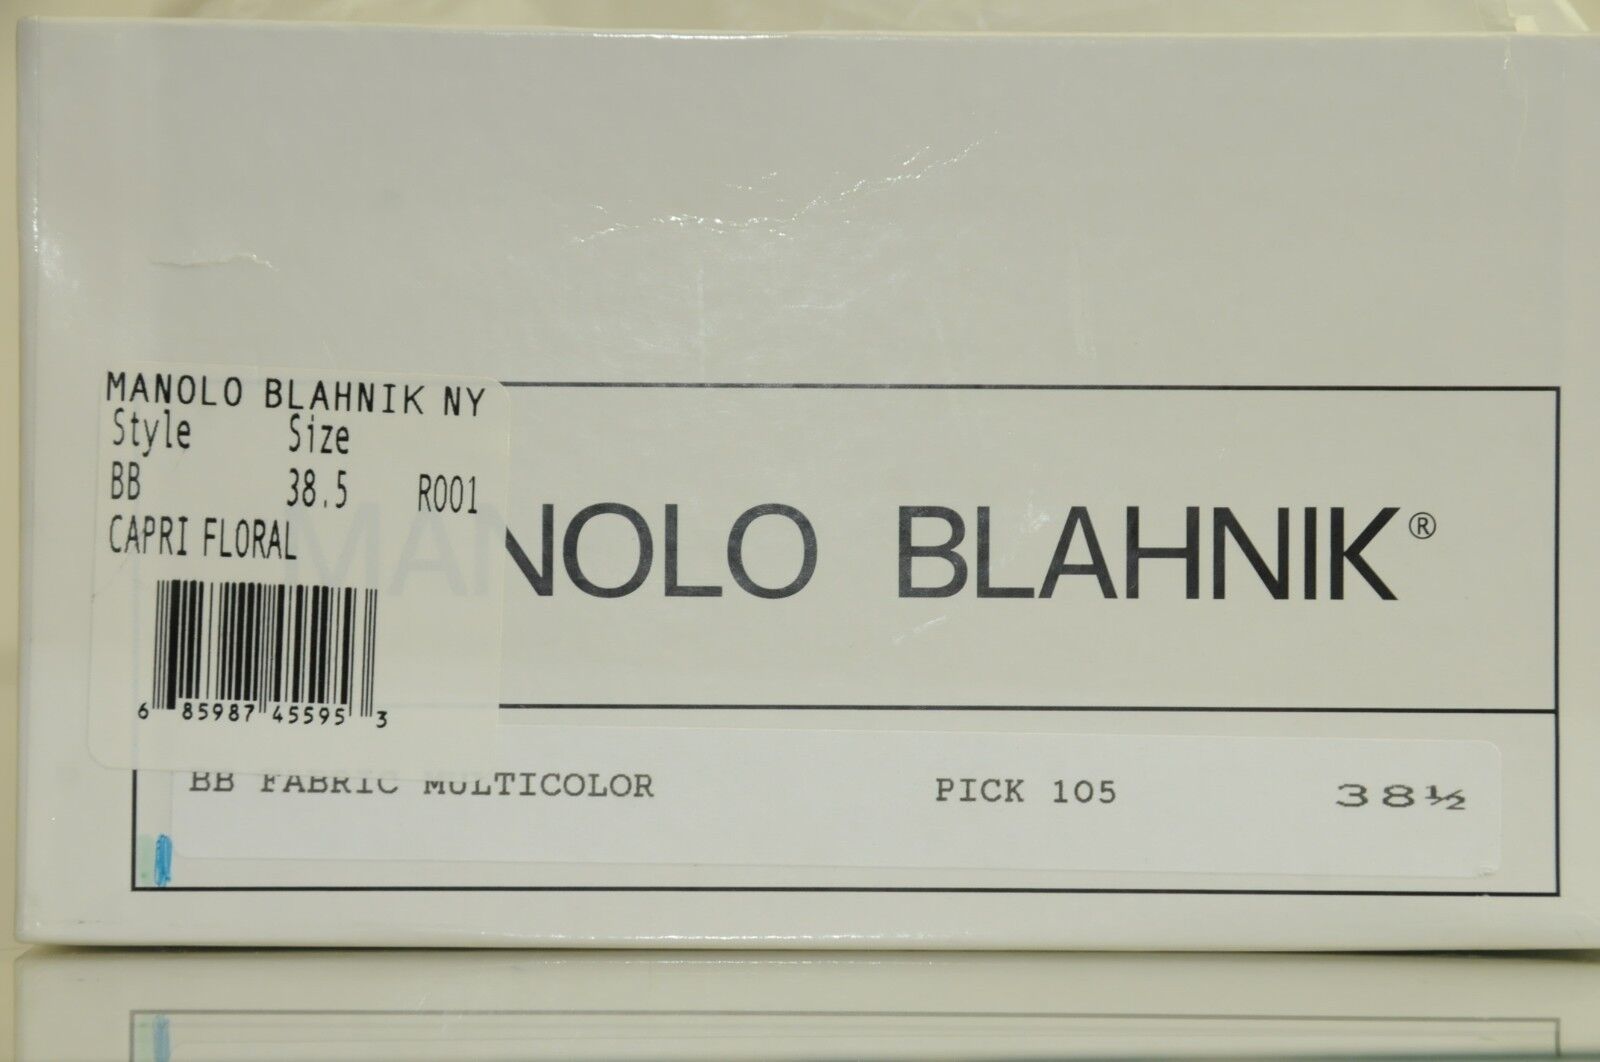 MANOLO BLAHNIK NY
Style Size
BB 38.5 R001
CAPRI FLORAL
6 85987 45595 3
MANOLO BLAHNIK®
BB FABRIC MULTICOLOR PICK 105 38½